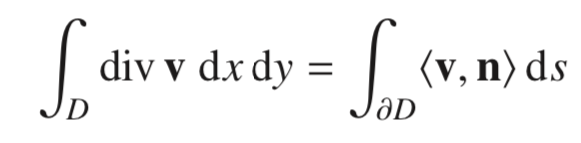 ∫_D div v dx dy = ∫_∂D ⟨v, n⟩ ds